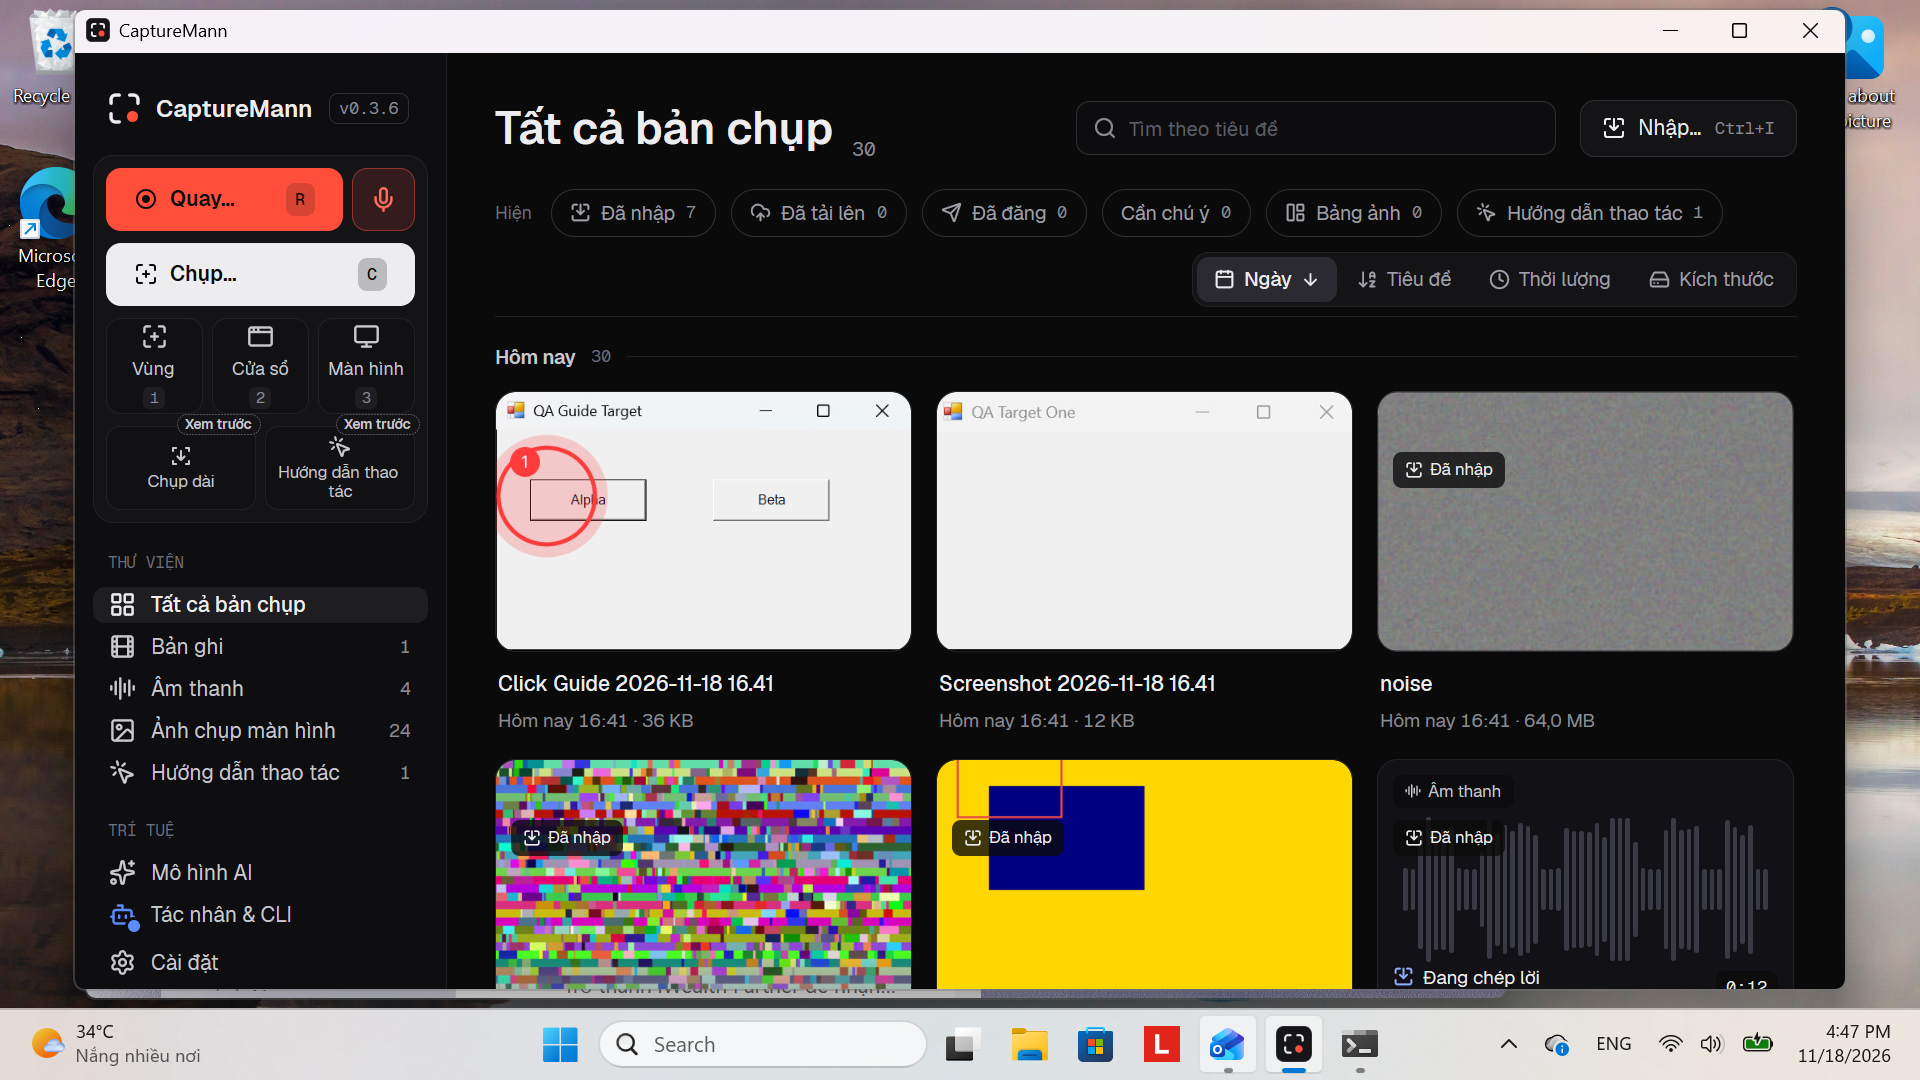 CaptureMann
Recycle
about
picture
Edge
CaptureMann v0.3.6
Quay... R
Chụp... C
Vùng
1
Cửa sổ
2
Màn hình
3
Xem trước
Chụp dài
Xem trước
Hướng dẫn thao
tác
THƯ VIỆN
Tất cả bản chụp
Bản ghi 1
Âm thanh 4
Ảnh chụp màn hình 24
Hướng dẫn thao tác 1
TRÍ TUỆ
Mô hình AI
Tác nhân & CLI
Cài đặt
Tất cả bản chụp 30
Tìm theo tiêu đề
Nhập... Ctrl+I
Hiện
Đã nhập 7
Đã tải lên 0
Đã đăng 0
Cần chú ý 0
Bảng ảnh 0
Hướng dẫn thao tác 1
Ngày
Tiêu đề
Thời lượng
Kích thước
Hôm nay 30
QA Guide Target
1
Alpha
Beta
Click Guide 2026-11-18 16.41
Hôm nay 16:41 · 36 KB
QA Target One
Screenshot 2026-11-18 16.41
Hôm nay 16:41 · 12 KB
Đã nhập
noise
Hôm nay 16:41 · 64,0 MB
Đã nhập
Đã nhập
Âm thanh
Đã nhập
Đang chép lời
0:12
34°C
Nắng nhiều nơi
Search
ENG
4:47 PM
11/18/2026